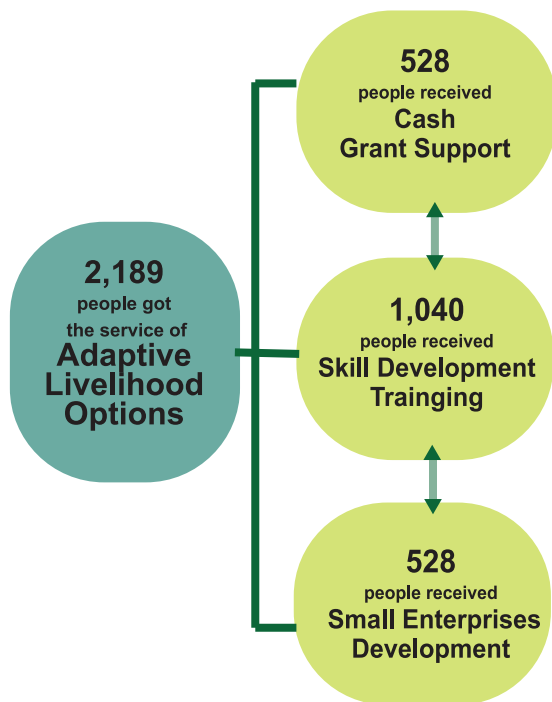 2,189
people got
the service of
Adaptive
Livelihood
Options
528
people received
Cash
Grant Support
1,040
people received
Skill Development
Trainging
528
people received
Small Enterprises
Development